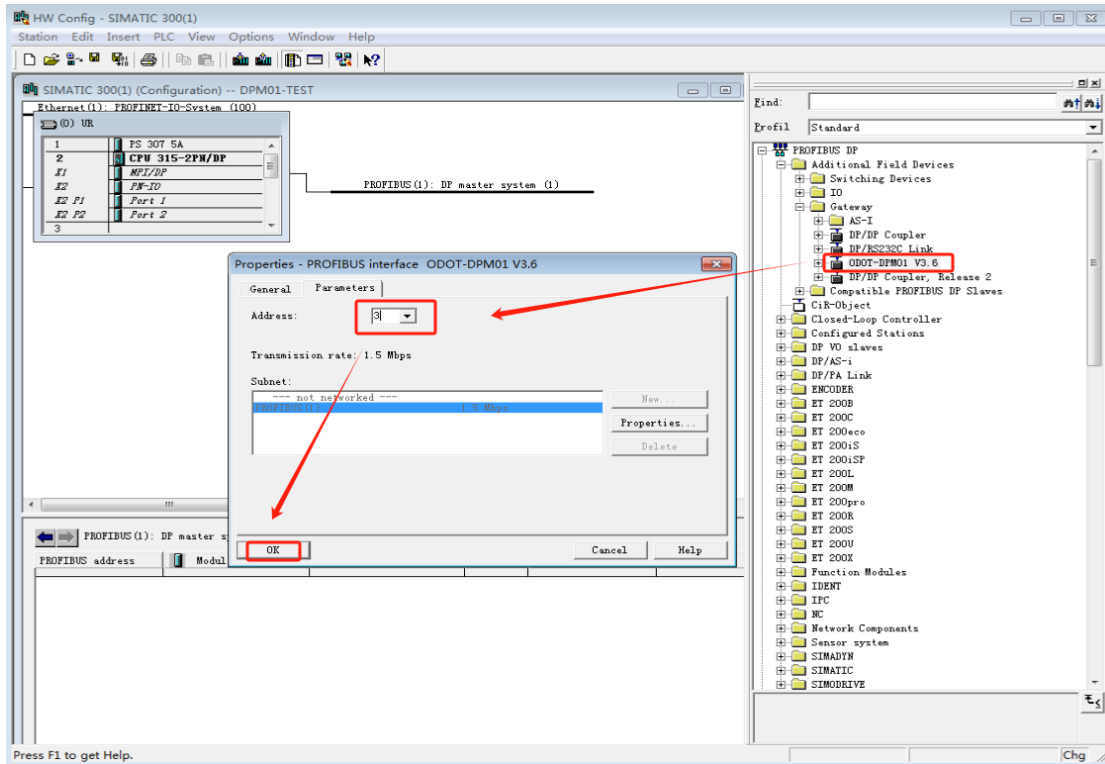 HW Config - SIMATIC 300(1)
Station Edit Insert PLC View Options Window Help
SIMATIC 300(1) (Configuration) -- DPM01-TEST
Ethernet(1): PROFINET-IO-System (100)
(0) UR
1 PS 307 5A
2 CPU 315-2PN/DP
X1 MPI/DP
X2 PN-IO
X2 P1 Port 1
X2 P2 Port 2
3
PROFIBUS(1): DP master system (1)
Properties - PROFIBUS interface ODOT-DPM01 V3.6
General Parameters
Address: 3
Transmission rate: 1.5 Mbps
Subnet:
--- not networked ---
PROFIBUS(1) 1.5 Mbps
New...
Properties...
Delete
OK Cancel Help
PROFIBUS(1): DP master s
PROFIBUS address Modul
Find:
Profil Standard
PROFIBUS DP
Additional Field Devices
Switching Devices
IO
Gateway
AS-I
DP/DP Coupler
DP/RS232C Link
ODOT-DPM01 V3.6
DP/DP Coupler, Release 2
Compatible PROFIBUS DP Slaves
CiR-Object
Closed-Loop Controller
Configured Stations
DP V0 slaves
DP/AS-i
DP/PA Link
ENCODER
ET 200B
ET 200C
ET 200eco
ET 200iS
ET 200iSP
ET 200L
ET 200M
ET 200pro
ET 200R
ET 200S
ET 200U
ET 200X
Function Modules
IDENT
IPC
NC
Network Components
Sensor system
SIMADYN
SIMATIC
SIMODRIVE
Press F1 to get Help.
Chg